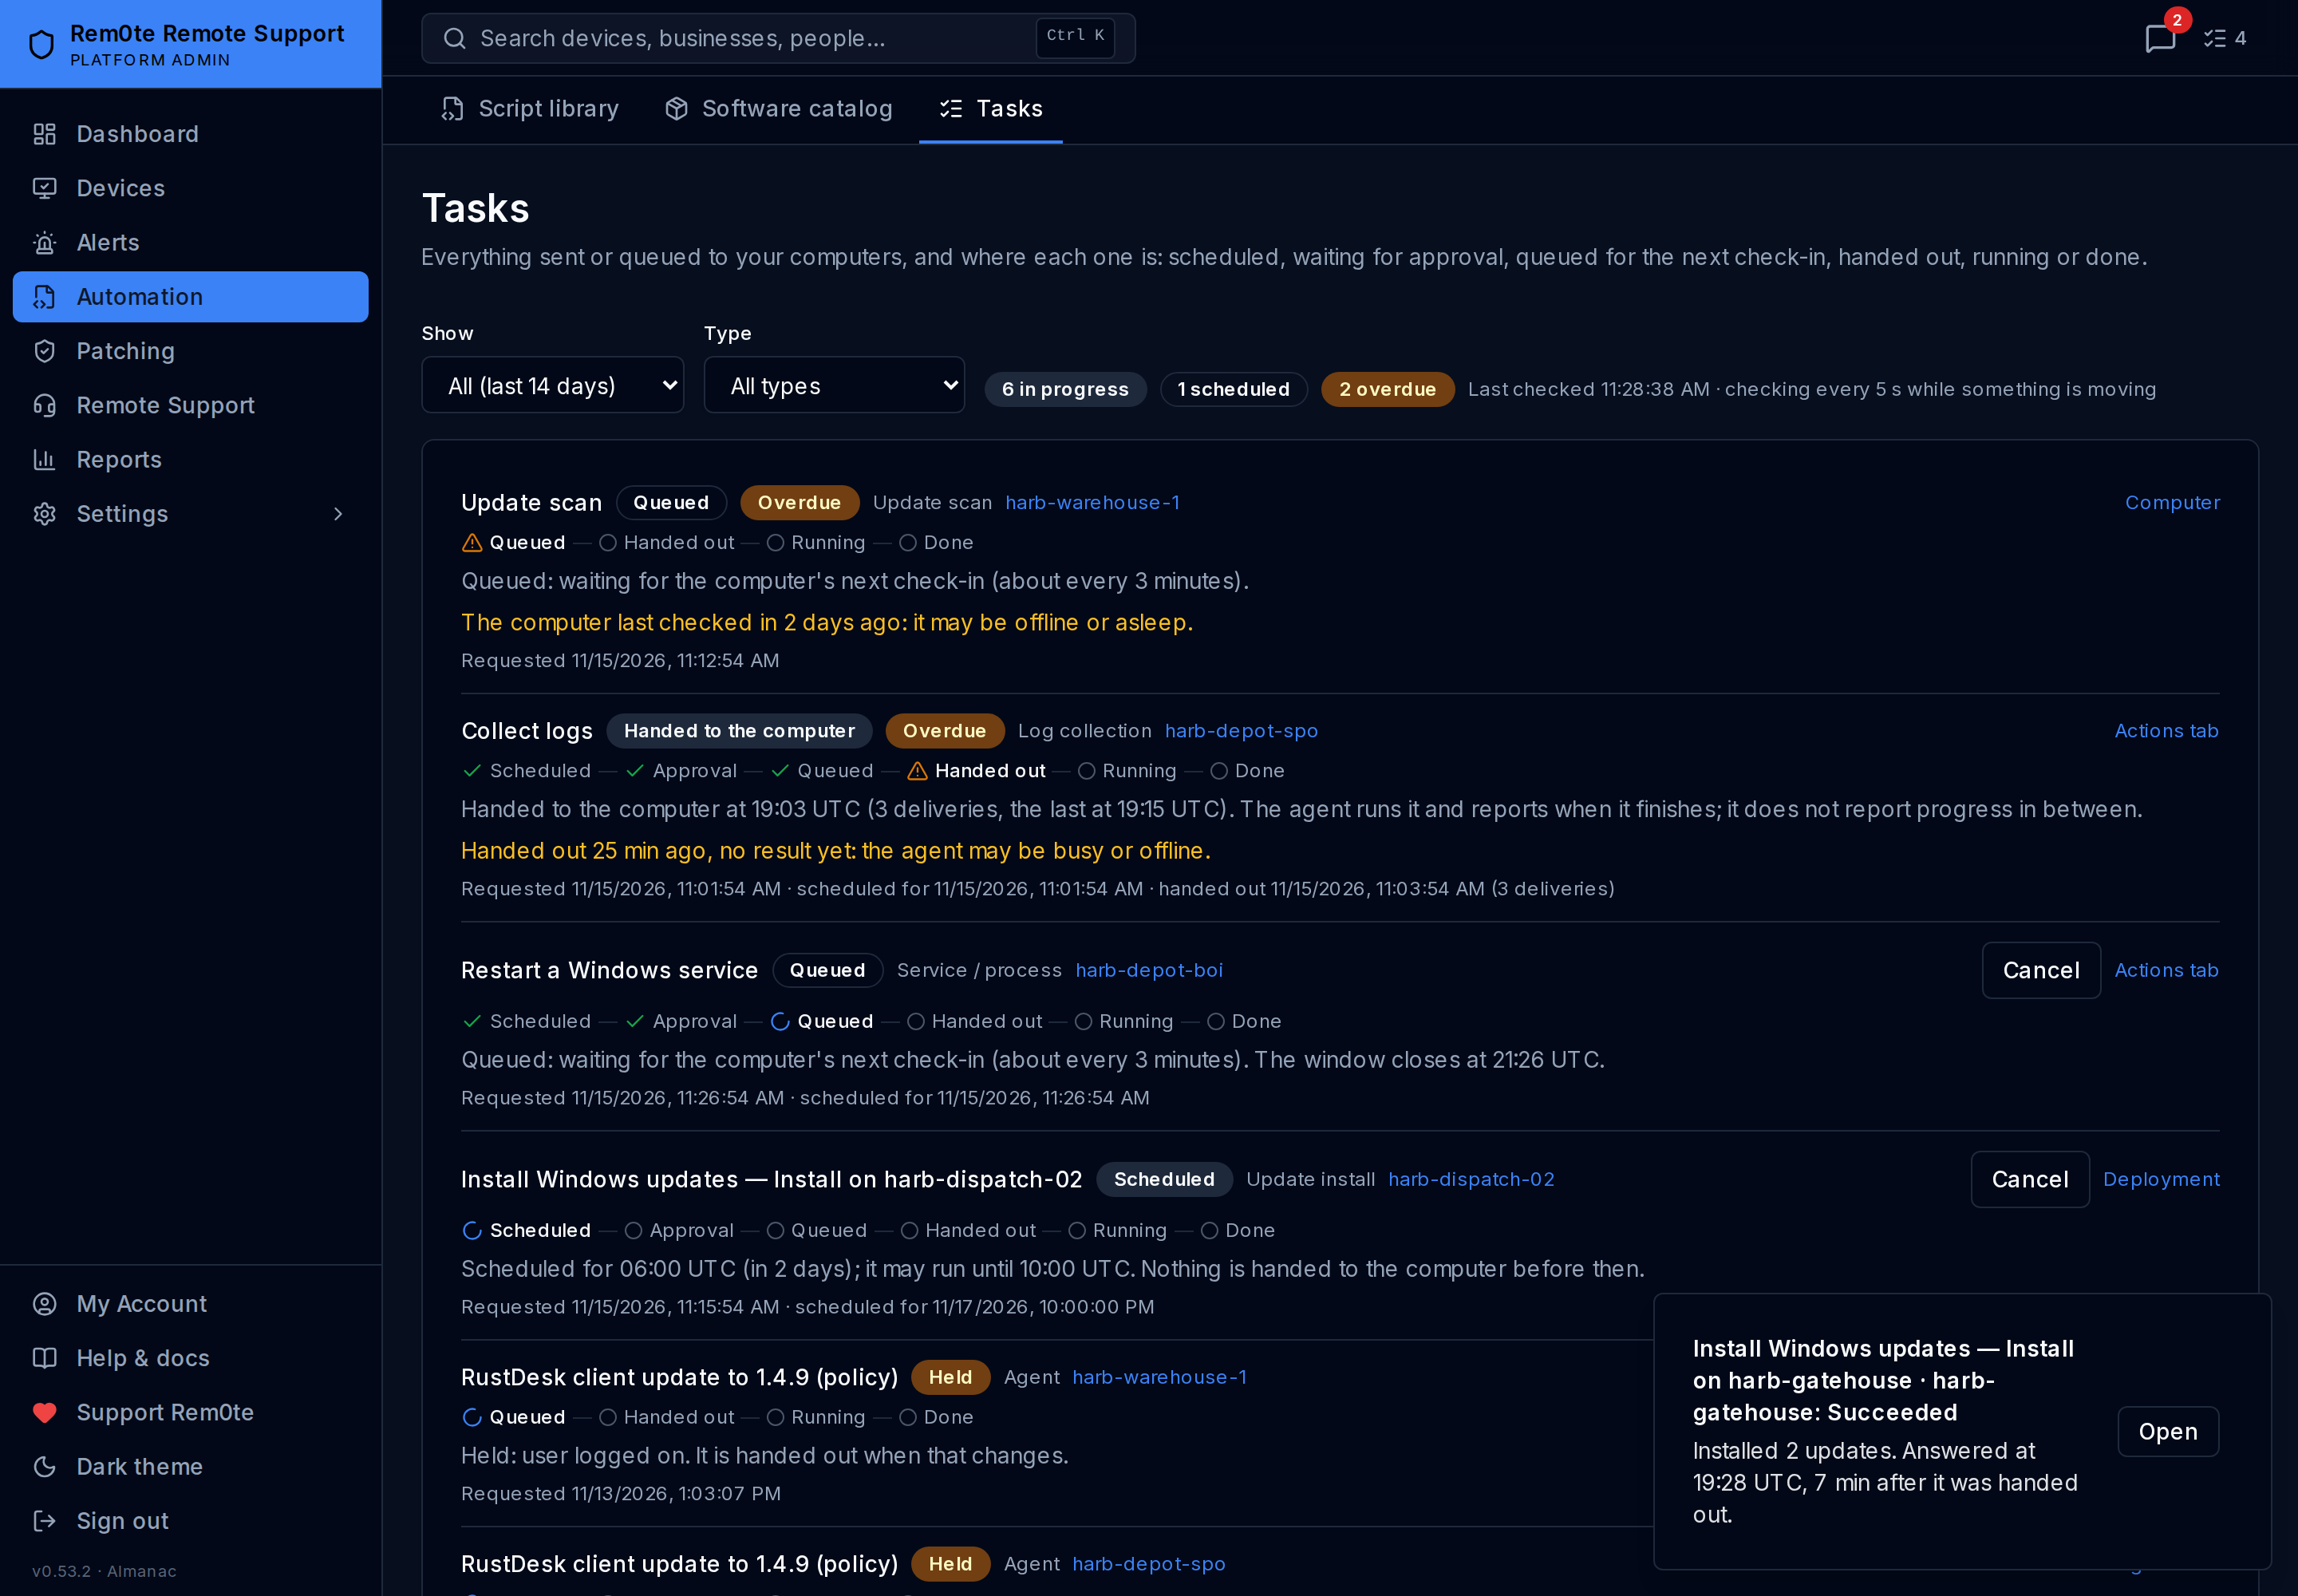 Rem0te Remote Support
PLATFORM ADMIN
Dashboard
Devices
Alerts
Automation
Patching
Remote Support
Reports
Settings
My Account
Help & docs
Support Rem0te
Dark theme
Sign out
v0.53.2 · Almanac
Search devices, businesses, people...
Ctrl K
2
4
Script library
Software catalog
Tasks
Tasks
Everything sent or queued to your computers, and where each one is: scheduled, waiting for approval, queued for the next check-in, handed out, running or done.
Show
Type
All (last 14 days)
All types
6 in progress
1 scheduled
2 overdue
Last checked 11:28:38 AM · checking every 5 s while something is moving
Update scan Queued Overdue Update scan harb-warehouse-1 Computer
Queued — Handed out — Running — Done
Queued: waiting for the computer's next check-in (about every 3 minutes).
The computer last checked in 2 days ago: it may be offline or asleep.
Requested 11/15/2026, 11:12:54 AM
Collect logs Handed to the computer Overdue Log collection harb-depot-spo Actions tab
Scheduled — Approval — Queued — Handed out — Running — Done
Handed to the computer at 19:03 UTC (3 deliveries, the last at 19:15 UTC). The agent runs it and reports when it finishes; it does not report progress in between.
Handed out 25 min ago, no result yet: the agent may be busy or offline.
Requested 11/15/2026, 11:01:54 AM · scheduled for 11/15/2026, 11:01:54 AM · handed out 11/15/2026, 11:03:54 AM (3 deliveries)
Restart a Windows service Queued Service / process harb-depot-boi Cancel Actions tab
Scheduled — Approval — Queued — Handed out — Running — Done
Queued: waiting for the computer's next check-in (about every 3 minutes). The window closes at 21:26 UTC.
Requested 11/15/2026, 11:26:54 AM · scheduled for 11/15/2026, 11:26:54 AM
Install Windows updates — Install on harb-dispatch-02 Scheduled Update install harb-dispatch-02 Cancel Deployment
Scheduled — Approval — Queued — Handed out — Running — Done
Scheduled for 06:00 UTC (in 2 days); it may run until 10:00 UTC. Nothing is handed to the computer before then.
Requested 11/15/2026, 11:15:54 AM · scheduled for 11/17/2026, 10:00:00 PM
RustDesk client update to 1.4.9 (policy) Held Agent harb-warehouse-1
Queued — Handed out — Running — Done
Held: user logged on. It is handed out when that changes.
Requested 11/13/2026, 1:03:07 PM
RustDesk client update to 1.4.9 (policy) Held Agent harb-depot-spo
Install Windows updates — Install
on harb-gatehouse · harb-
gatehouse: Succeeded
Installed 2 updates. Answered at
19:28 UTC, 7 min after it was handed
out.
Open